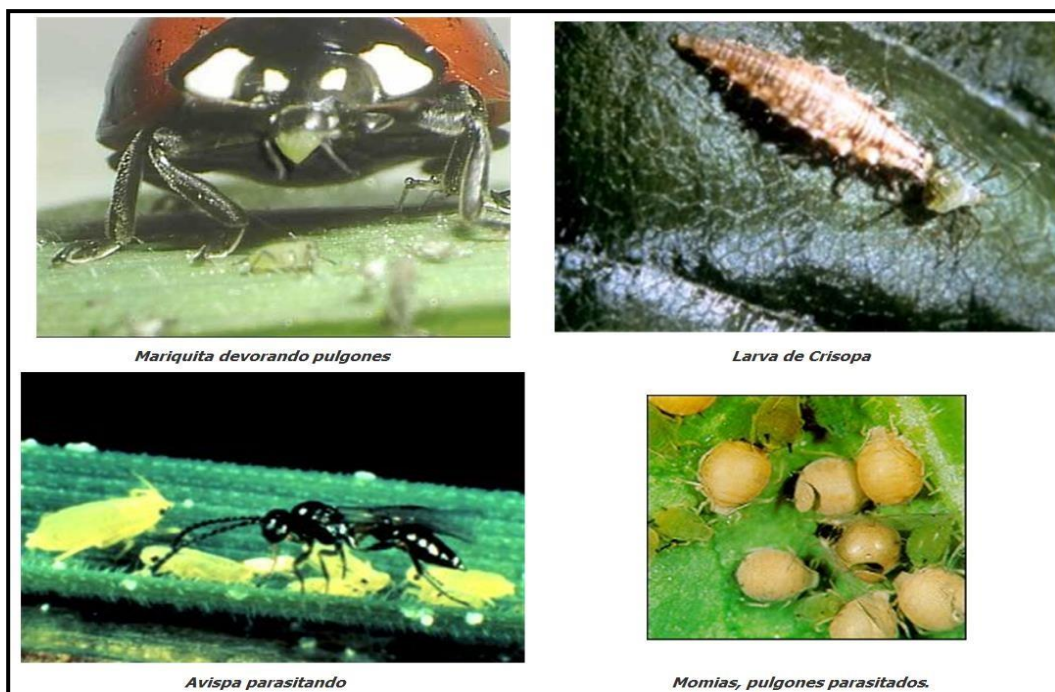 Mariquita devorando pulgones
Larva de Crisopa
Avispa parasitando
Momias, pulgones parasitados.